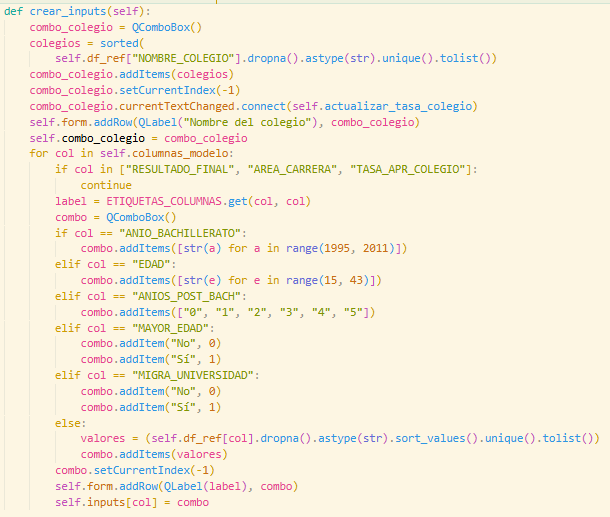 def crear_inputs(self):
    combo_colegio = QComboBox()
    colegios = sorted(
        self.df_ref["NOMBRE_COLEGIO"].dropna().astype(str).unique().tolist())
    combo_colegio.addItems(colegios)
    combo_colegio.setCurrentIndex(-1)
    combo_colegio.currentTextChanged.connect(self.actualizar_tasa_colegio)
    self.form.addRow(QLabel("Nombre del colegio"), combo_colegio)
    self.combo_colegio = combo_colegio
    for col in self.columnas_modelo:
        if col in ["RESULTADO_FINAL", "AREA_CARRERA", "TASA_APR_COLEGIO"]:
            continue
        label = ETIQUETAS_COLUMNAS.get(col, col)
        combo = QComboBox()
        if col == "ANIO_BACHILLERATO":
            combo.addItems([str(a) for a in range(1995, 2011)])
        elif col == "EDAD":
            combo.addItems([str(e) for e in range(15, 43)])
        elif col == "ANIOS_POST_BACH":
            combo.addItems(["0", "1", "2", "3", "4", "5"])
        elif col == "MAYOR_EDAD":
            combo.addItem("No", 0)
            combo.addItem("Sí", 1)
        elif col == "MIGRA_UNIVERSIDAD":
            combo.addItem("No", 0)
            combo.addItem("Sí", 1)
        else:
            valores = (self.df_ref[col].dropna().astype(str).sort_values().unique().tolist())
            combo.addItems(valores)
        combo.setCurrentIndex(-1)
        self.form.addRow(QLabel(label), combo)
        self.inputs[col] = combo